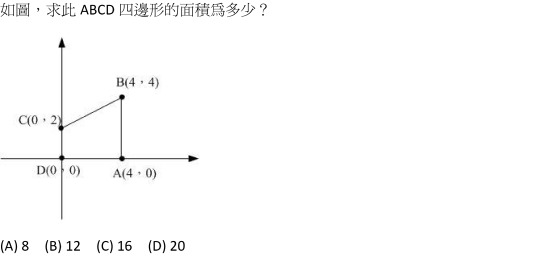 如圖，求此 ABCD 四邊形的面積爲多少？
B(4，4)
C(0，2)
D(0，0)
A(4，0)
(A) 8 (B) 12 (C) 16 (D) 20